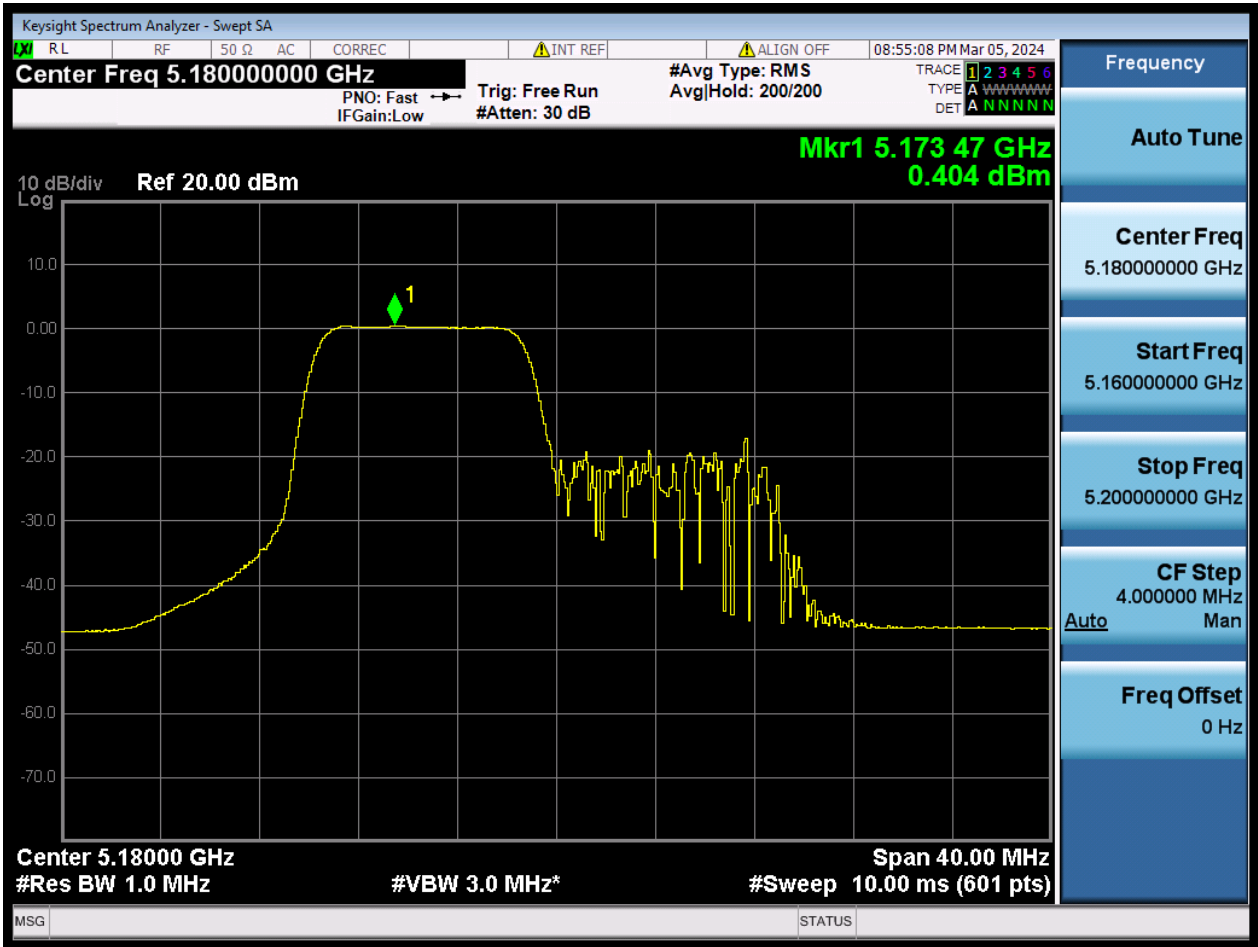 Keysight Spectrum Analyzer - Swept SA
LXI RL RF 50 Ω AC CORREC INT REF ALIGN OFF 08:55:08 PM Mar 05, 2024
Center Freq 5.180000000 GHz
PNO: Fast
IFGain:Low
Trig: Free Run
#Atten: 30 dB
#Avg Type: RMS
Avg|Hold: 200/200
TRACE 1 2 3 4 5 6
TYPE A WWWWW
DET A N N N N N
Mkr1 5.173 47 GHz
0.404 dBm
10 dB/div Ref 20.00 dBm
Log
1
10.0
0.00
-10.0
-20.0
-30.0
-40.0
-50.0
-60.0
-70.0
Center 5.18000 GHz Span 40.00 MHz
#Res BW 1.0 MHz #VBW 3.0 MHz* #Sweep 10.00 ms (601 pts)
MSG STATUS
Frequency
Auto Tune
Center Freq
5.180000000 GHz
Start Freq
5.160000000 GHz
Stop Freq
5.200000000 GHz
CF Step
4.000000 MHz
Auto Man
Freq Offset
0 Hz